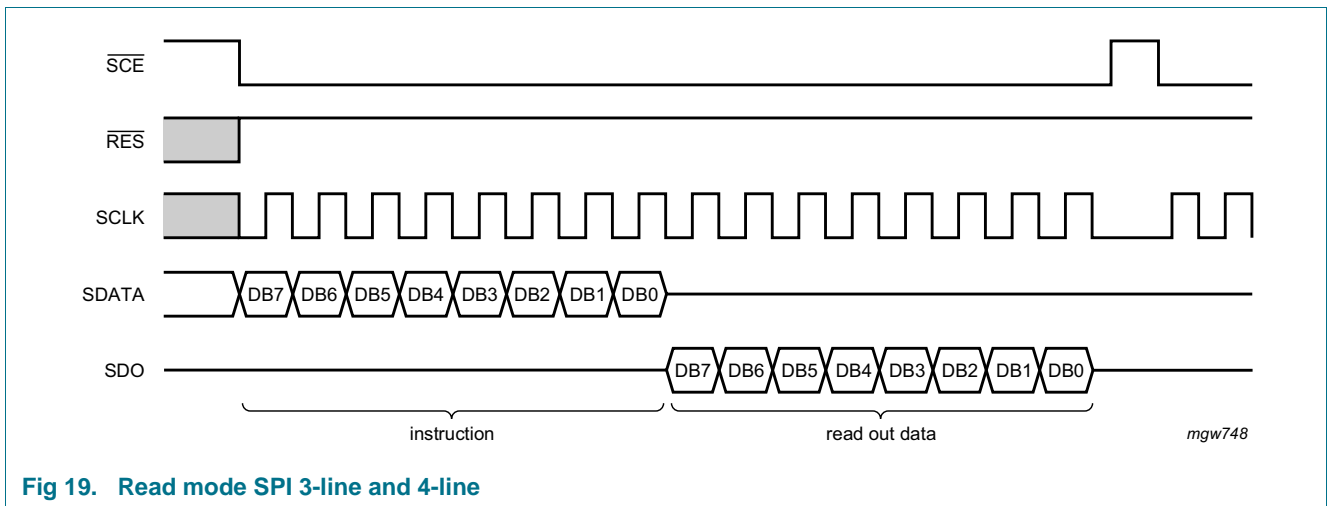 SCE
RES
SCLK
SDATA DB7 DB6 DB5 DB4 DB3 DB2 DB1 DB0
SDO DB7 DB6 DB5 DB4 DB3 DB2 DB1 DB0
instruction read out data mgw748
Fig 19. Read mode SPI 3-line and 4-line